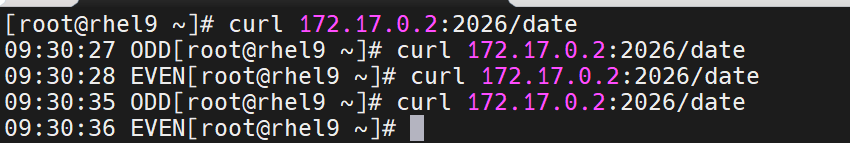 [root@rhel9 ~]# curl 172.17.0.2:2026/date
09:30:27 ODD[root@rhel9 ~]# curl 172.17.0.2:2026/date
09:30:28 EVEN[root@rhel9 ~]# curl 172.17.0.2:2026/date
09:30:35 ODD[root@rhel9 ~]# curl 172.17.0.2:2026/date
09:30:36 EVEN[root@rhel9 ~]#